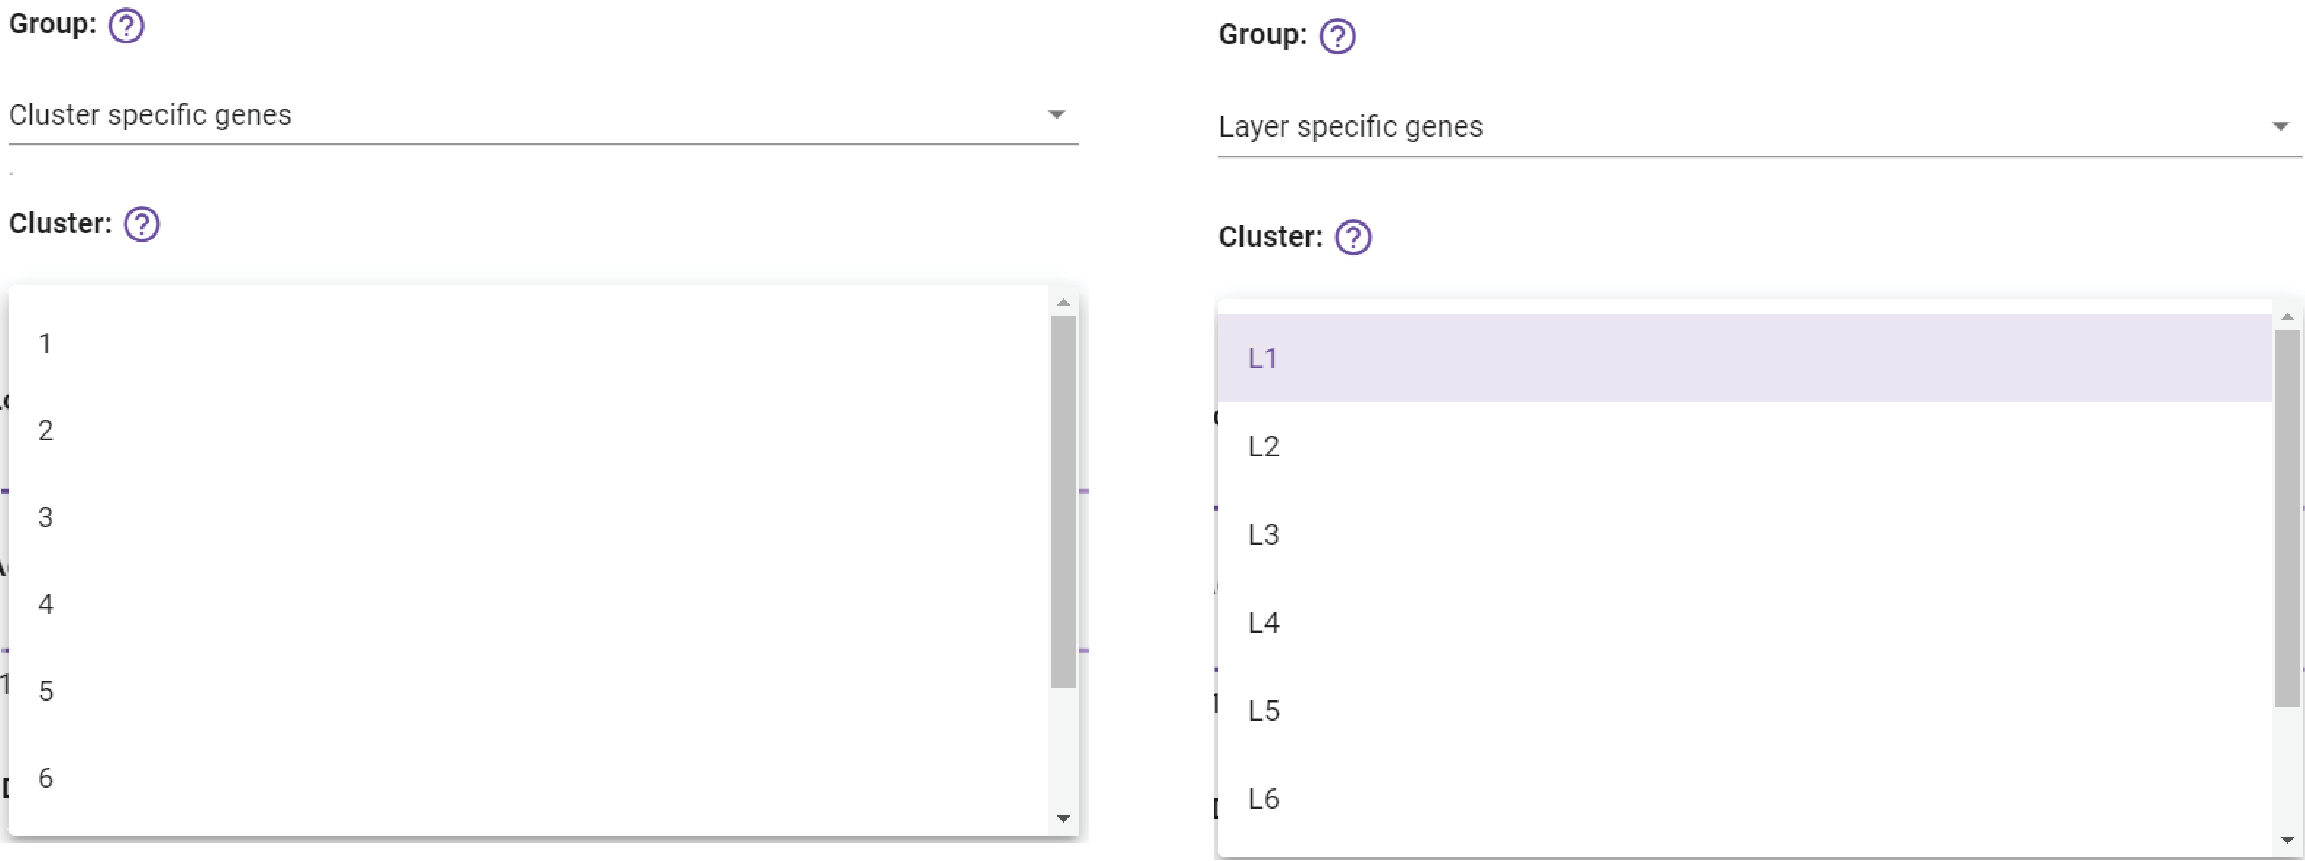 Group: ?
Cluster specific genes
Cluster: ?
1
2
3
4
5
6
Group: ?
Layer specific genes
Cluster: ?
L1
L2
L3
L4
L5
L6